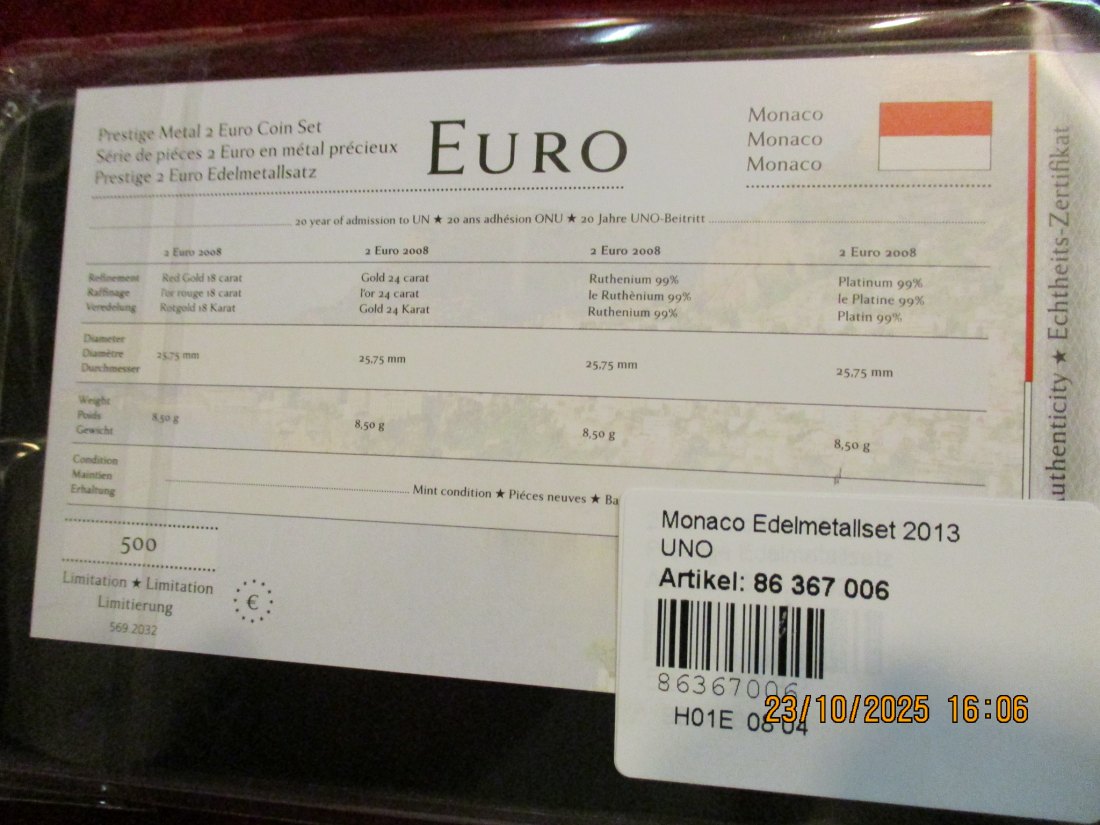 Prestige Metal 2 Euro Coin Set
Série de piéces 2 Euro en métal précieux
Prestige 2 Euro Edelmetallsatz
EURO
Monaco
Monaco
Monaco
20 year of admission to UN ★ 20 ans adhésion ONU ★ 20 Jahre UNO-Beitritt
2 Euro 2008 2 Euro 2008 2 Euro 2008 2 Euro 2008
Refinement Red Gold 18 carat Gold 24 carat Ruthenium 99% Platinum 99%
Raffinage l'or rouge 18 carat l'or 24 carat le Ruthènium 99% le Platine 99%
Veredelung Rotgold 18 Karat Gold 24 Karat Ruthenium 99% Platin 99%
Diameter
Diamètre 25,75 mm 25,75 mm 25,75 mm 25,75 mm
Durchmesser
Weight
Poids 8,50 g 8,50 g 8,50 g 8,50 g
Gewicht
Condition
Maintien
Erhaltung Mint condition ★ Piéces neuves ★ Ba
500
Limitation ★ Limitation
Limitierung
569.2032
€
uthenticity ★ Echtheits-Zertifikat
Monaco Edelmetallset 2013
UNO
Artikel: 86 367 006
86367006
H01E 08 04
23/10/2025 16:06